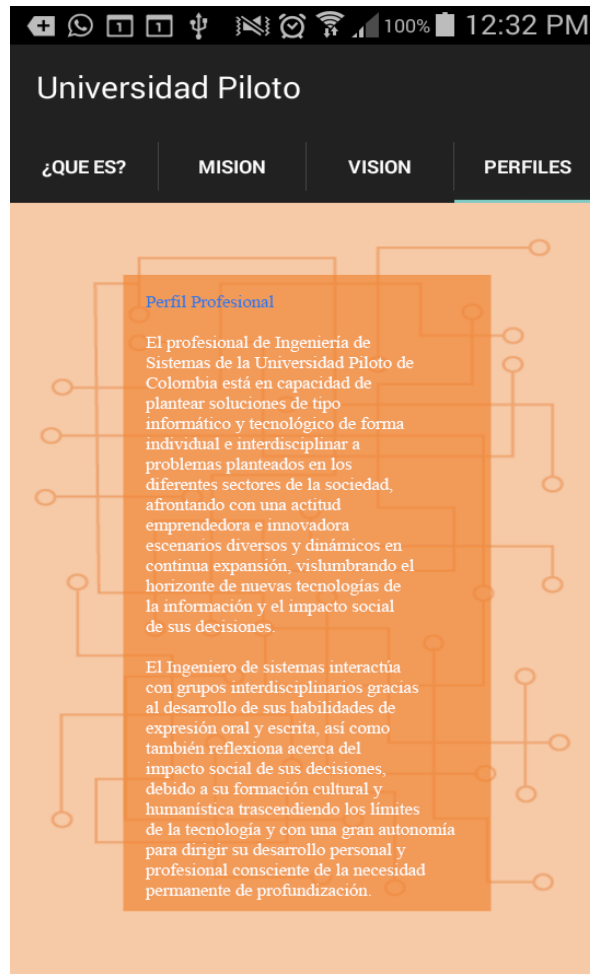 1 1 100% 12:32 PM
Universidad Piloto
¿QUE ES? MISION VISION PERFILES
Perfil Profesional
El profesional de Ingeniería de
Sistemas de la Universidad Piloto de
Colombia está en capacidad de
plantear soluciones de tipo
informático y tecnológico de forma
individual e interdisciplinar a
problemas planteados en los
diferentes sectores de la sociedad,
afrontando con una actitud
emprendedora e innovadora
escenarios diversos y dinámicos en
continua expansión, vislumbrando el
horizonte de nuevas tecnologías de
la información y el impacto social
de sus decisiones.
El Ingeniero de sistemas interactúa
con grupos interdisciplinarios gracias
al desarrollo de sus habilidades de
expresión oral y escrita, así como
también reflexiona acerca del
impacto social de sus decisiones,
debido a su formación cultural y
humanística trascendiendo los límites
de la tecnología y con una gran autonomía
para dirigir su desarrollo personal y
profesional consciente de la necesidad
permanente de profundización.